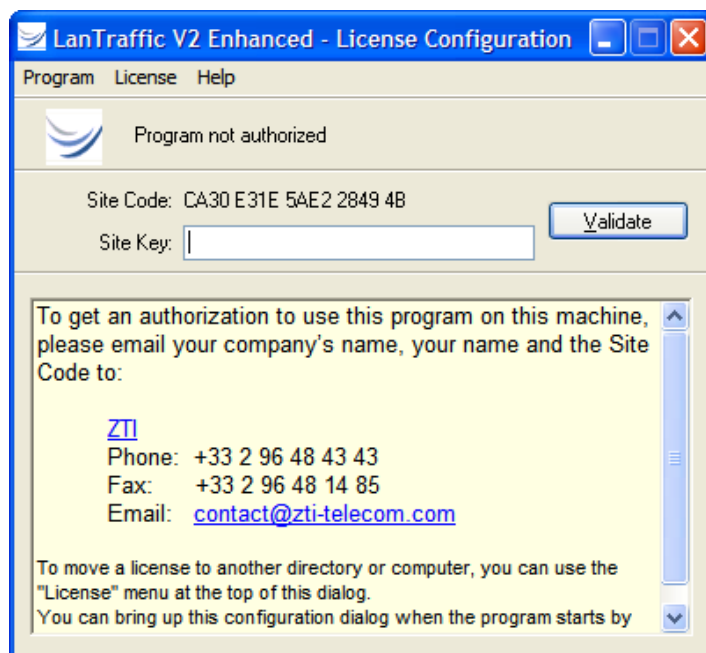 LanTraffic V2 Enhanced - License Configuration
Program License Help
Program not authorized
Site Code: CA30 E31E 5AE2 2849 4B
Validate
Site Key:
To get an authorization to use this program on this machine,
please email your company's name, your name and the Site
Code to:
ZTI
Phone: +33 2 96 48 43 43
Fax: +33 2 96 48 14 85
Email: contact@zti-telecom.com
To move a license to another directory or computer, you can use the
"License" menu at the top of this dialog.
You can bring up this configuration dialog when the program starts by